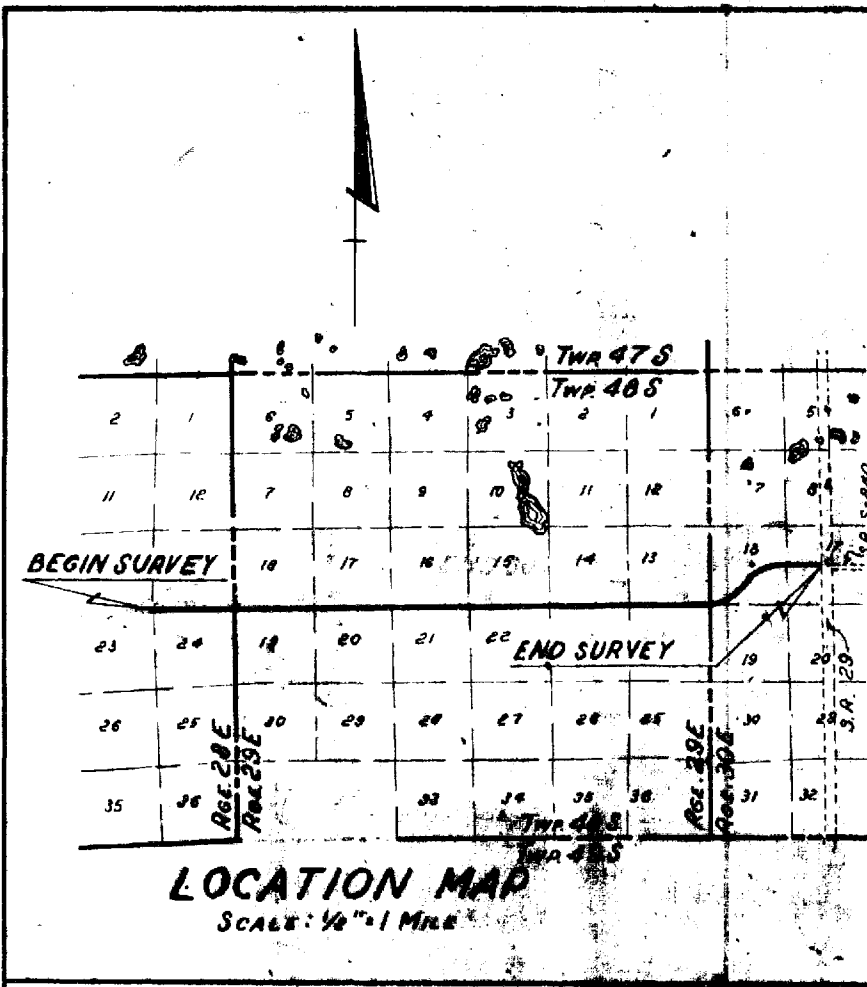 TWP. 47 S
TWP. 48 S
2 1 6 5 4 3 2 1 6 5
11 12 7 8 9 10 11 12 7 8
BEGIN SURVEY
18 17 16 15 14 13 18 17
23 24 19 20 21 22 19 20
END SURVEY
S.R. 29
26 25 30 29 28 27 26 25 30 29
RGE. 28 E
RGE. 29 E
RGE. 29 E
RGE. 30 E
35 36 33 34 35 36 31 32
TWP. 48 S
TWP. 49 S
LOCATION MAP
SCALE: 1/2" = 1 MILE